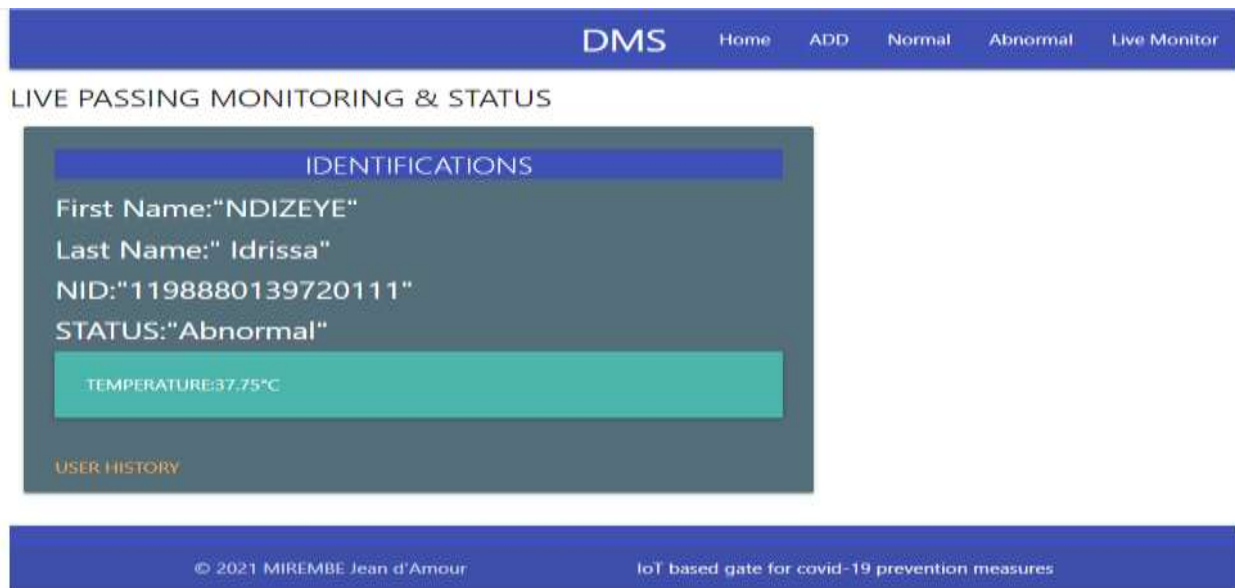 DMS Home ADD Normal Abnormal Live Monitor
LIVE PASSING MONITORING & STATUS
IDENTIFICATIONS
First Name:"NDIZEYE"
Last Name:" Idrissa"
NID:"1198880139720111"
STATUS:"Abnormal"
TEMPERATURE:37.75°C
USER HISTORY
© 2021 MIREMBE Jean d'Amour IoT based gate for covid-19 prevention measures